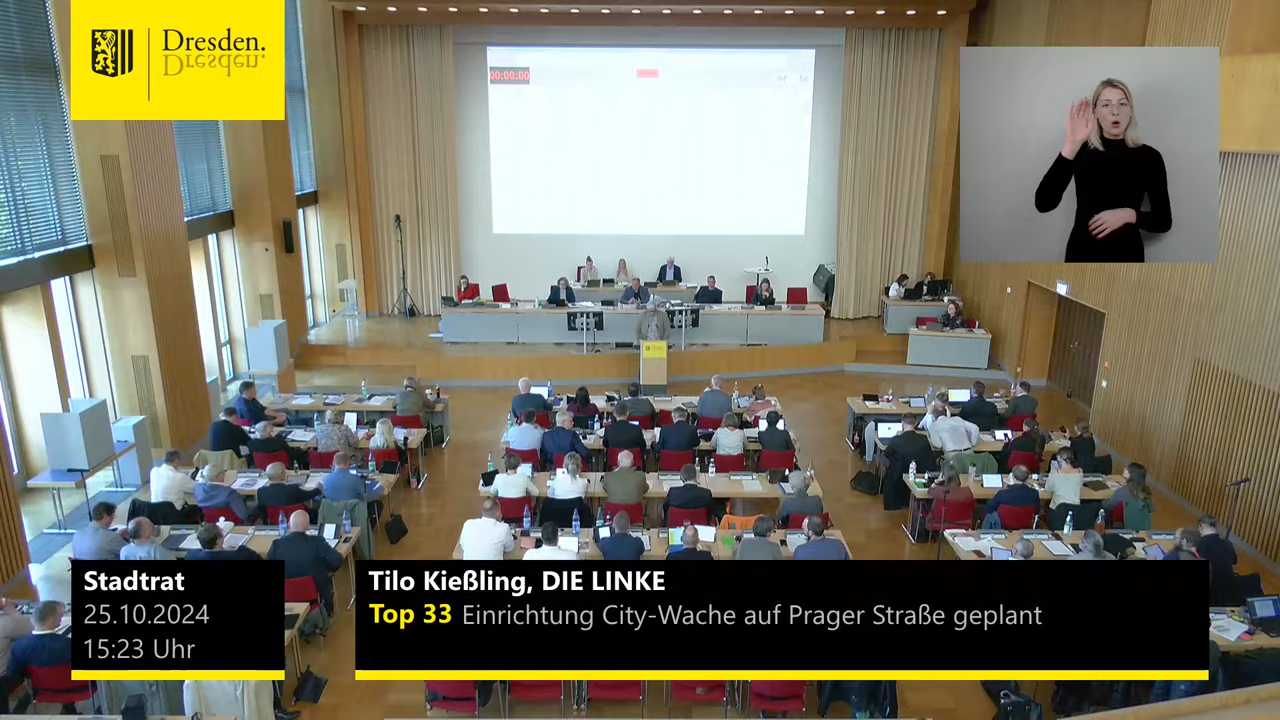 Dresden.
00:00:00
Stadtrat
25.10.2024
15:23 Uhr
Tilo Kießling, DIE LINKE
Top 33 Einrichtung City-Wache auf Prager Straße geplant